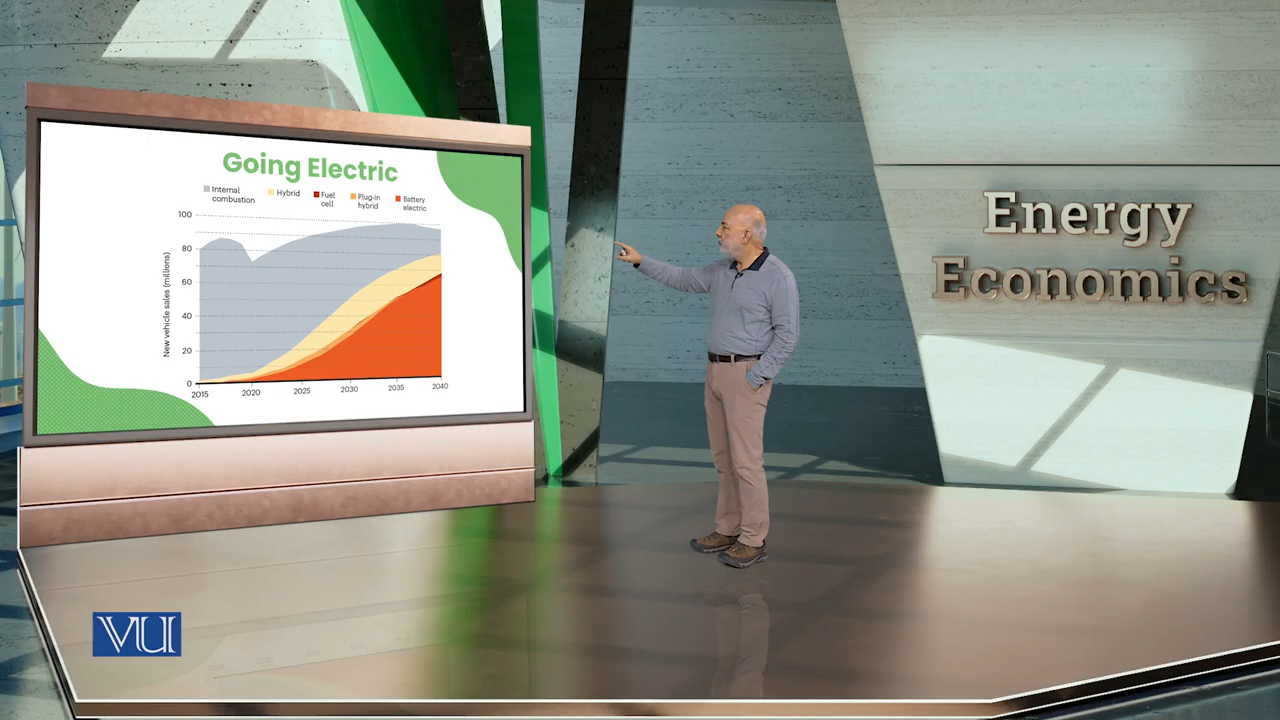 Going Electric
Internal
combustion
Hybrid
Fuel
cell
Plug-in
hybrid
Battery
electric
New vehicle sales (millions)
100
80
60
40
20
0
2015
2020
2025
2030
2035
2040
Energy
Economics
VU